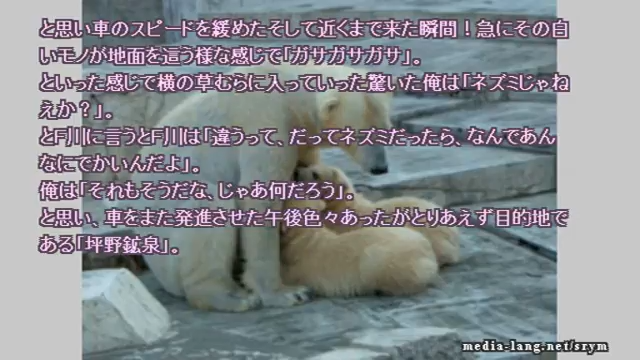 と思い車のスピードを緩めたそして近くまで来た瞬間！急にその白
いモノが地面を這う様な感じで「ガサガサガサ」。
といった感じで横の草むらに入っていった驚いた俺は「ネズミじゃね
えか？」。
とF川に言うとF川は「違うって、だってネズミだったら、なんであん
なにでかいんだよ」。
俺は「それもそうだな、じゃあ何だろう」。
と思い、車をまた発進させた午後色々あったがとりあえず目的地で
ある「坪野鉱泉」。
media-lang.net/srym